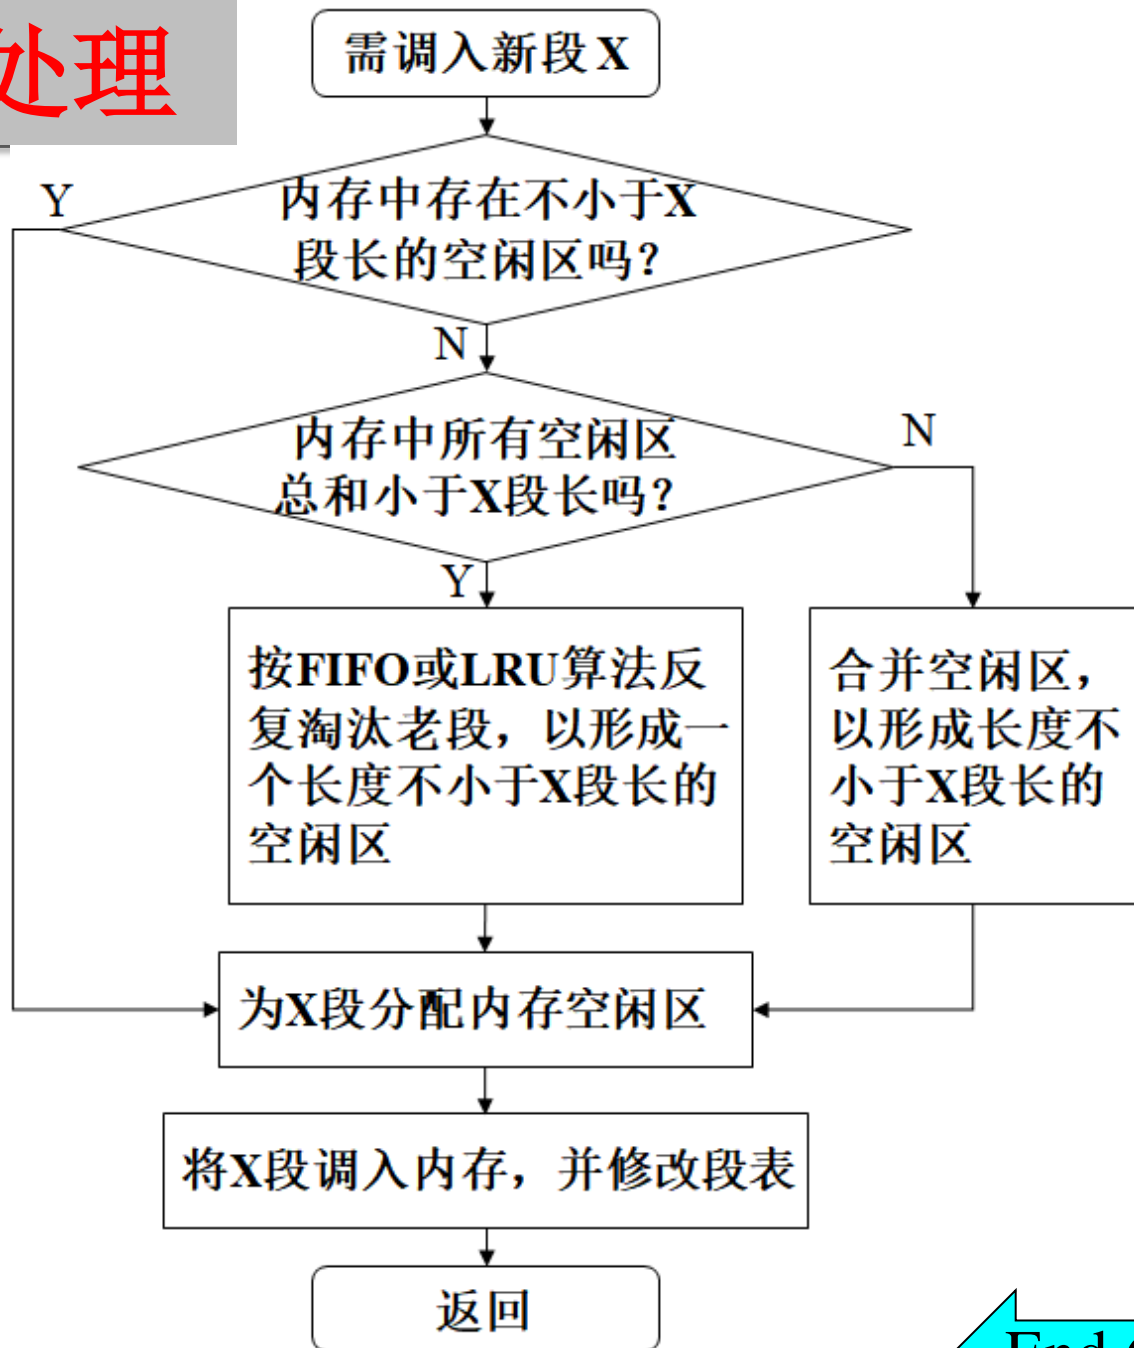 处理
需调入新段 X
Y
内存中存在不小于X
段长的空闲区吗？
N
内存中所有空闲区
总和小于X段长吗？
N
Y
按FIFO或LRU算法反
复淘汰老段，以形成一
个长度不小于X段长的
空闲区
合并空闲区，
以形成长度不
小于X段长的
空闲区
为X段分配内存空闲区
将X段调入内存，并修改段表
返回
End